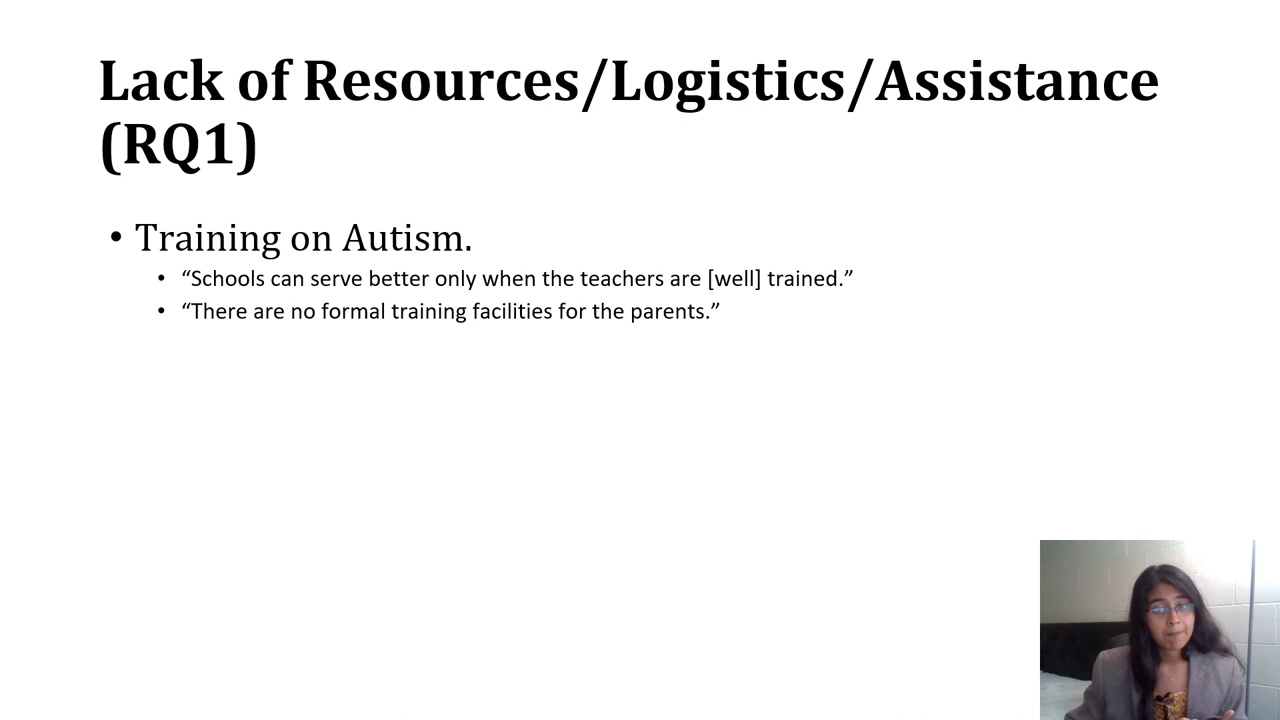 Lack of Resources/Logistics/Assistance
(RQ1)
• Training on Autism.
• “Schools can serve better only when the teachers are [well] trained.”
• “There are no formal training facilities for the parents.”